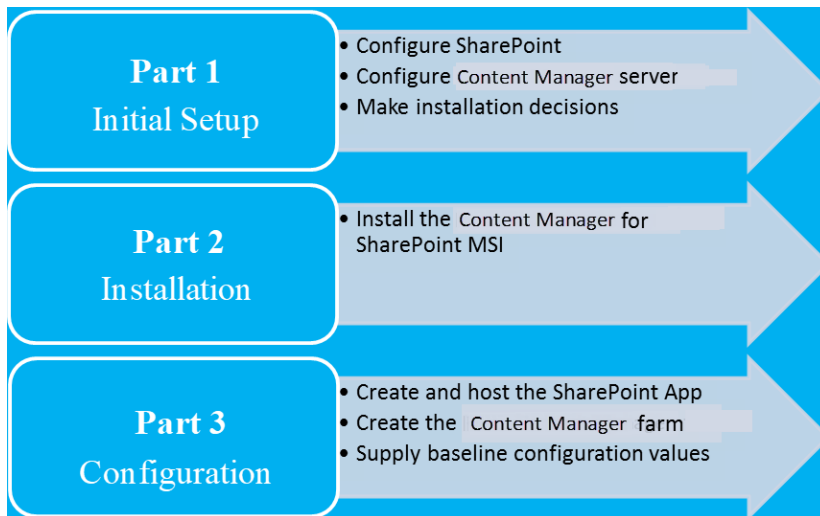 Part 1
Initial Setup
• Configure SharePoint
• Configure Content Manager server
• Make installation decisions
Part 2
Installation
• Install the Content Manager for
SharePoint MSI
Part 3
Configuration
• Create and host the SharePoint App
• Create the Content Manager farm
• Supply baseline configuration values